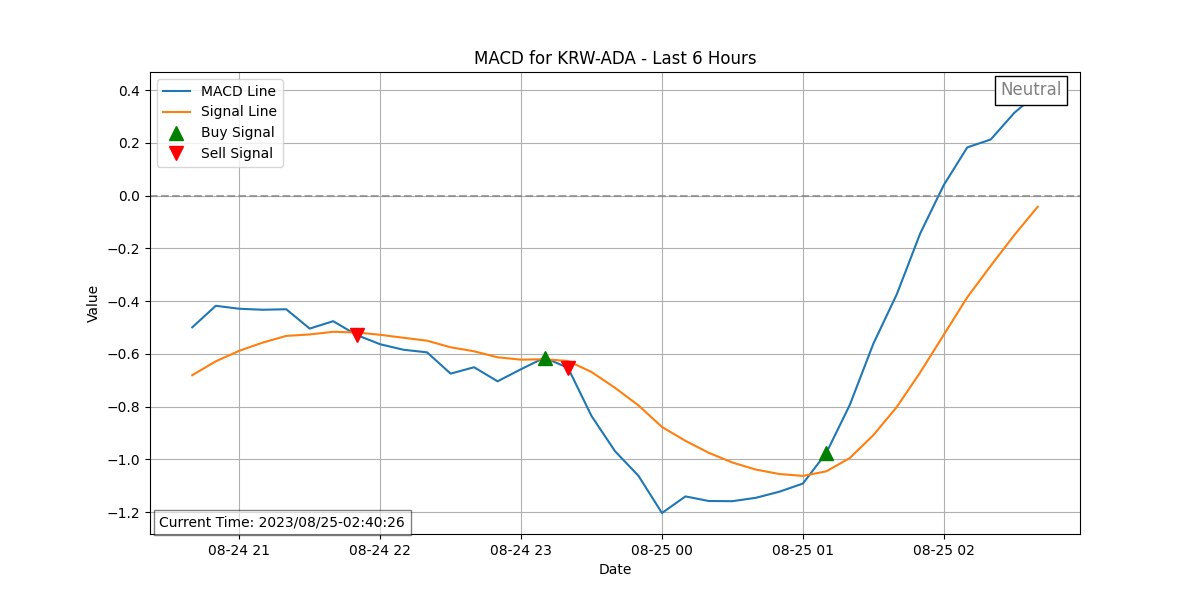 MACD for KRW-ADA - Last 6 Hours
MACD Line
Signal Line
Buy Signal
Sell Signal
Neutral
0.4
0.2
0.0
−0.2
−0.4
−0.6
−0.8
−1.0
−1.2
Value
Current Time: 2023/08/25-02:40:26
08-24 21
08-24 22
08-24 23
08-25 00
08-25 01
08-25 02
Date